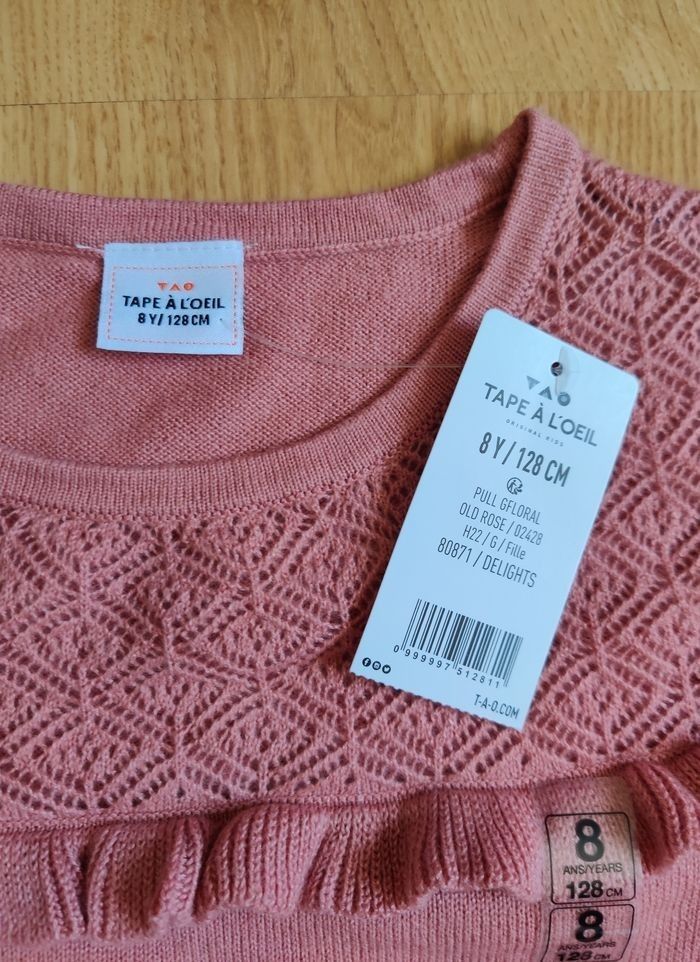 TAO
TAPE À L'OEIL
8 Y/ 128 CM
TAO
TAPE À L'OEIL
ORIGINAL KIDS
8 Y / 128 CM
PULL GFLORAL
OLD ROSE / 02428
H22 / G / Fille
80871 / DELIGHTS
0 999997 512811
T-A-O.COM
8
ANS/YEARS
128 CM
8
ANS/YEARS
128 CM